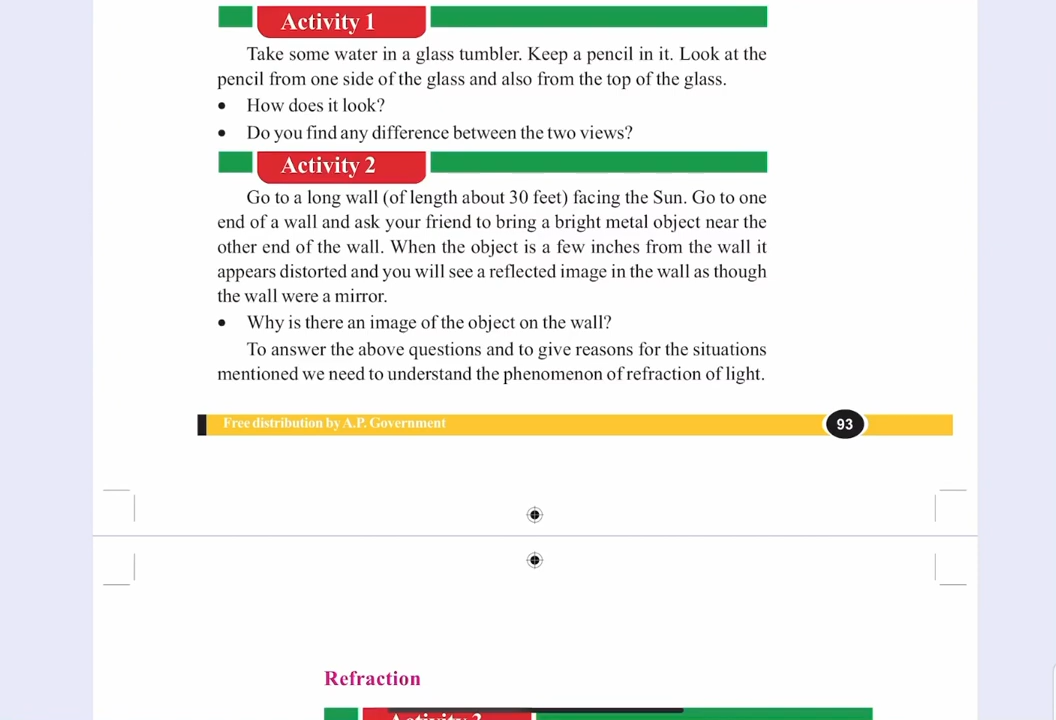 Activity 1
Take some water in a glass tumbler. Keep a pencil in it. Look at the
pencil from one side of the glass and also from the top of the glass.
• How does it look?
• Do you find any difference between the two views?
Activity 2
Go to a long wall (of length about 30 feet) facing the Sun. Go to one
end of a wall and ask your friend to bring a bright metal object near the
other end of the wall. When the object is a few inches from the wall it
appears distorted and you will see a reflected image in the wall as though
the wall were a mirror.
• Why is there an image of the object on the wall?
To answer the above questions and to give reasons for the situations
mentioned we need to understand the phenomenon of refraction of light.
Free distribution by A.P. Government
93
Refraction
Activity 3